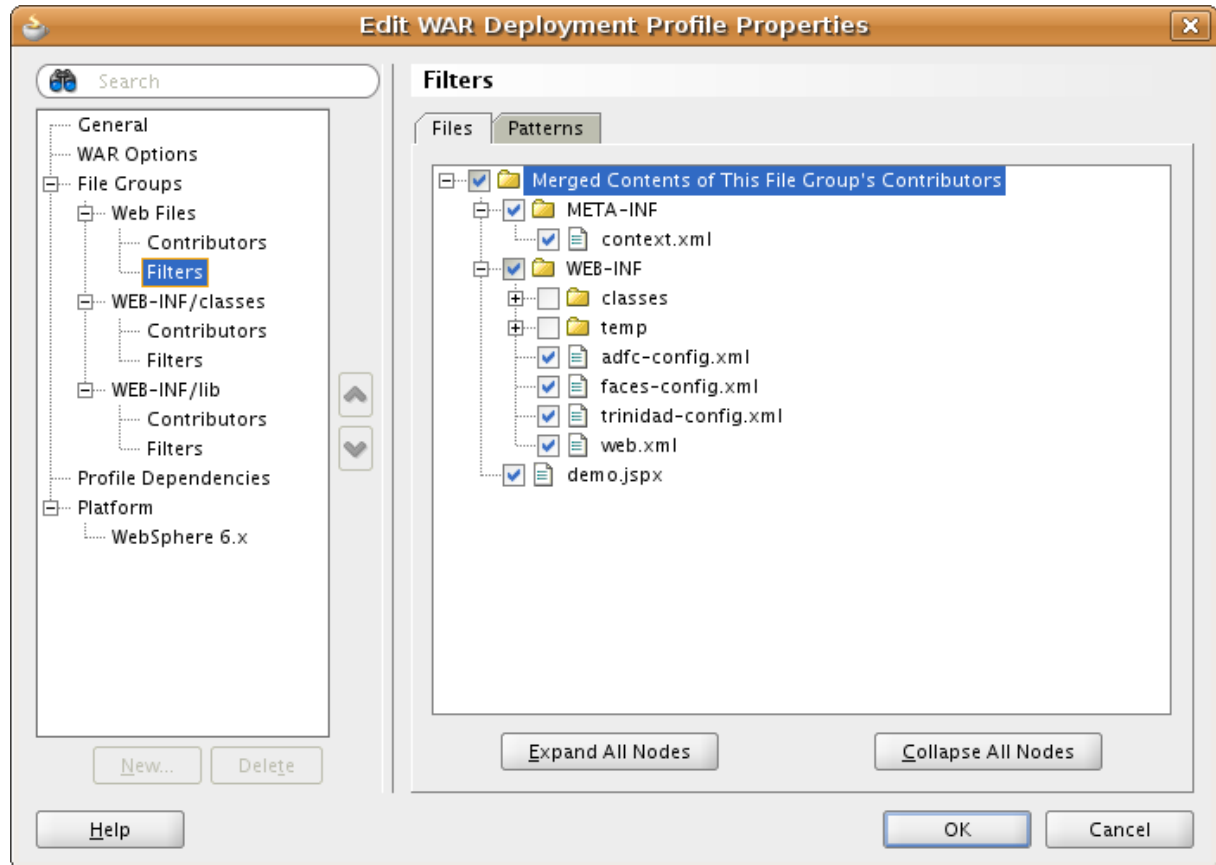 Edit WAR Deployment Profile Properties
Search
General
WAR Options
File Groups
Web Files
Contributors
Filters
WEB-INF/classes
Contributors
Filters
WEB-INF/lib
Contributors
Filters
Profile Dependencies
Platform
WebSphere 6.x
New...
Delete
Filters
Files
Patterns
Merged Contents of This File Group's Contributors
META-INF
context.xml
WEB-INF
classes
temp
adfc-config.xml
faces-config.xml
trinidad-config.xml
web.xml
demo.jspx
Expand All Nodes
Collapse All Nodes
Help
OK
Cancel